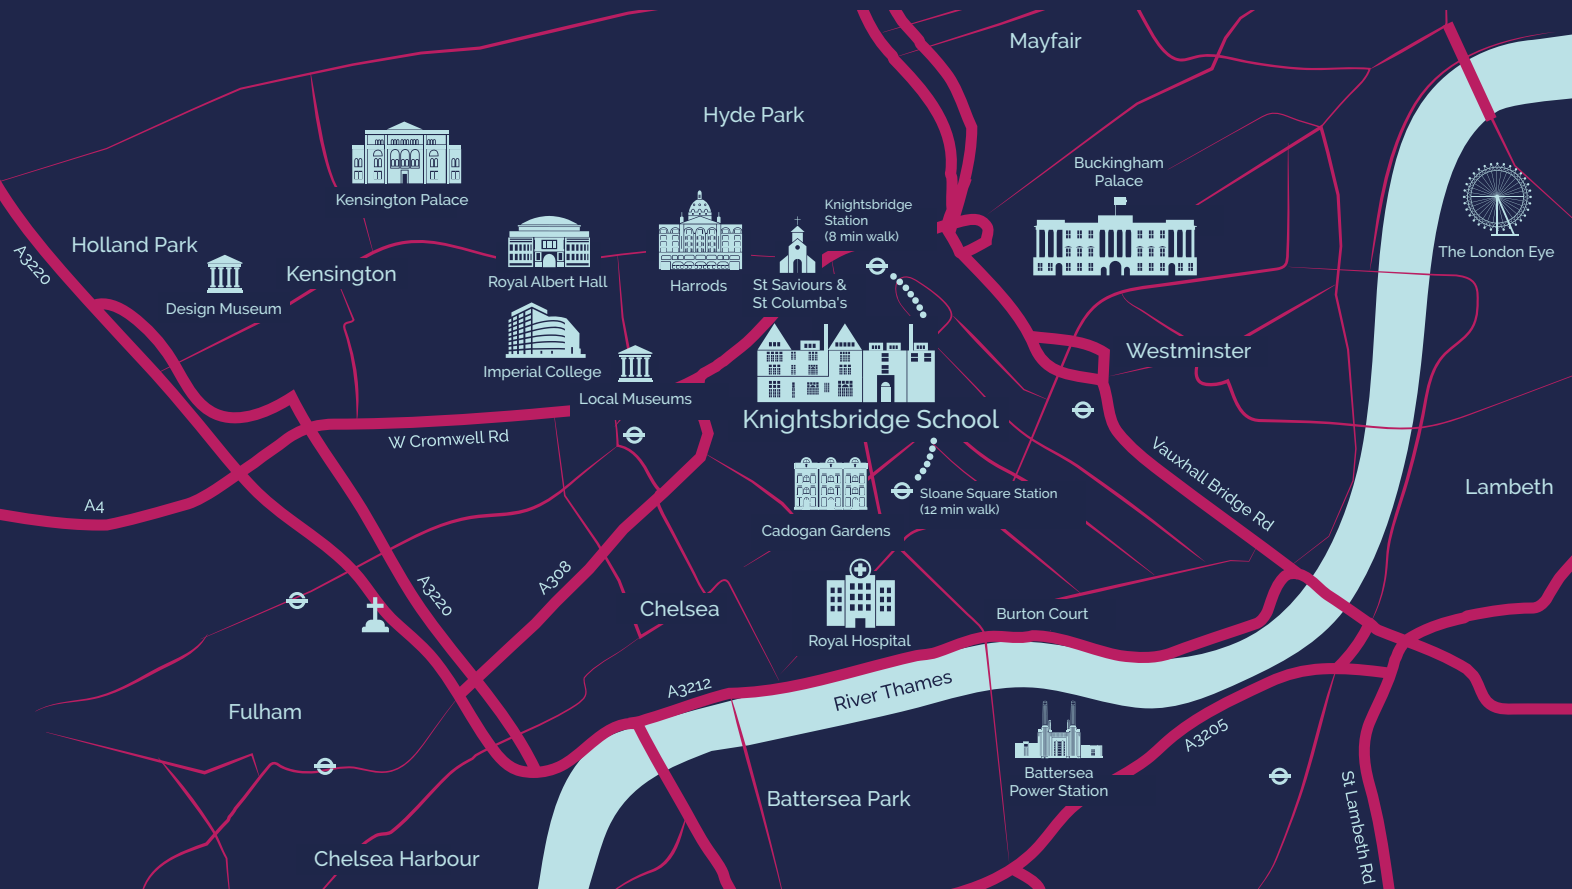 Mayfair
Hyde Park
Buckingham
Palace
Kensington Palace
Knightsbridge
Station
(8 min walk)
Holland Park
A3220
The London Eye
Kensington
Royal Albert Hall
Harrods
St Saviours &
St Columba's
Design Museum
Westminster
Imperial College
Local Museums
Knightsbridge School
W Cromwell Rd
Vauxhall Bridge Rd
Lambeth
A4
Sloane Square Station
(12 min walk)
Cadogan Gardens
A308
A3220
Chelsea
Burton Court
Royal Hospital
A3212
River Thames
Fulham
A3205
Battersea
Power Station
Battersea Park
St Lambeth Rd
Chelsea Harbour